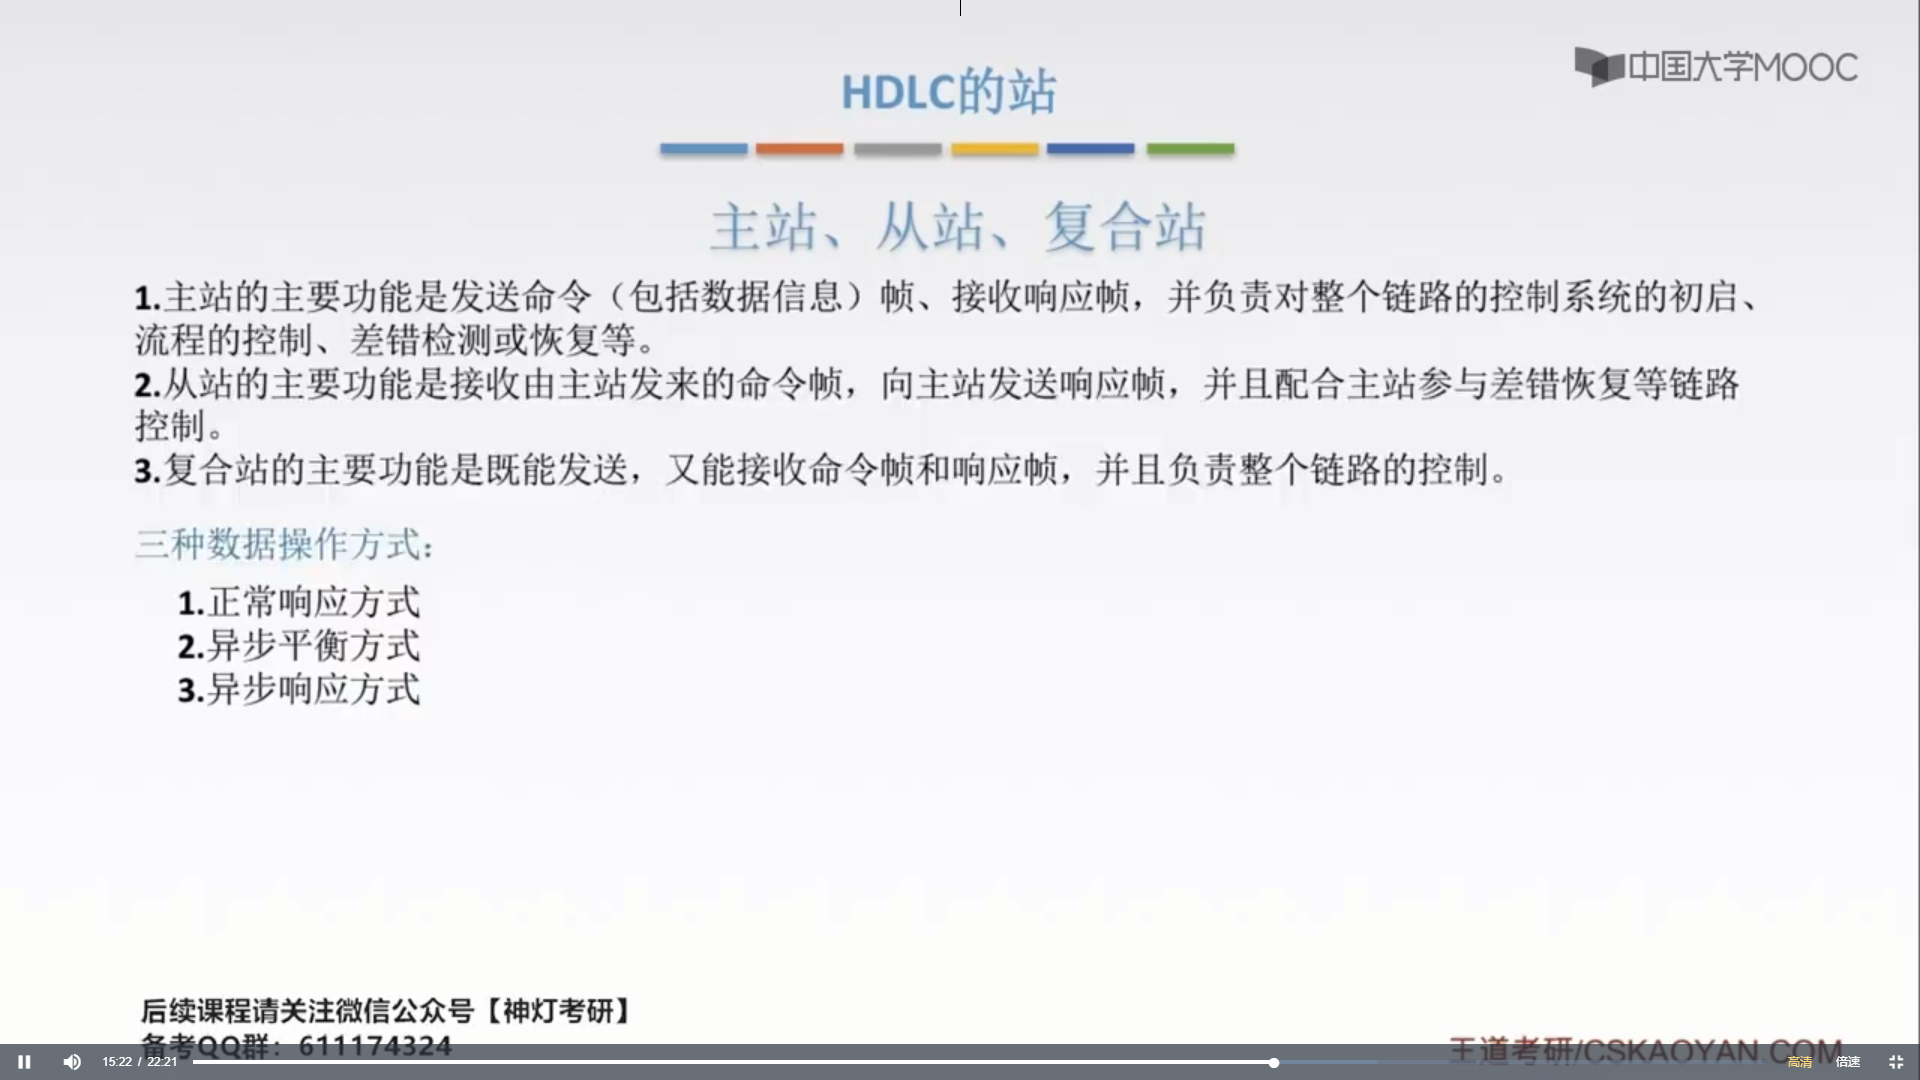 中国大学MOOC
HDLC的站
主站、从站、复合站
1.主站的主要功能是发送命令（包括数据信息）帧、接收响应帧，并负责对整个链路的控制系统的初启、
流程的控制、差错检测或恢复等。
2.从站的主要功能是接收由主站发来的命令帧，向主站发送响应帧，并且配合主站参与差错恢复等链路
控制。
3.复合站的主要功能是既能发送，又能接收命令帧和响应帧，并且负责整个链路的控制。
三种数据操作方式：
1.正常响应方式
2.异步平衡方式
3.异步响应方式
后续课程请关注微信公众号【神灯考研】
备考QQ群：611174324
王道考研/CSKAOYAN.COM
15:22 / 22:21
高清
倍速